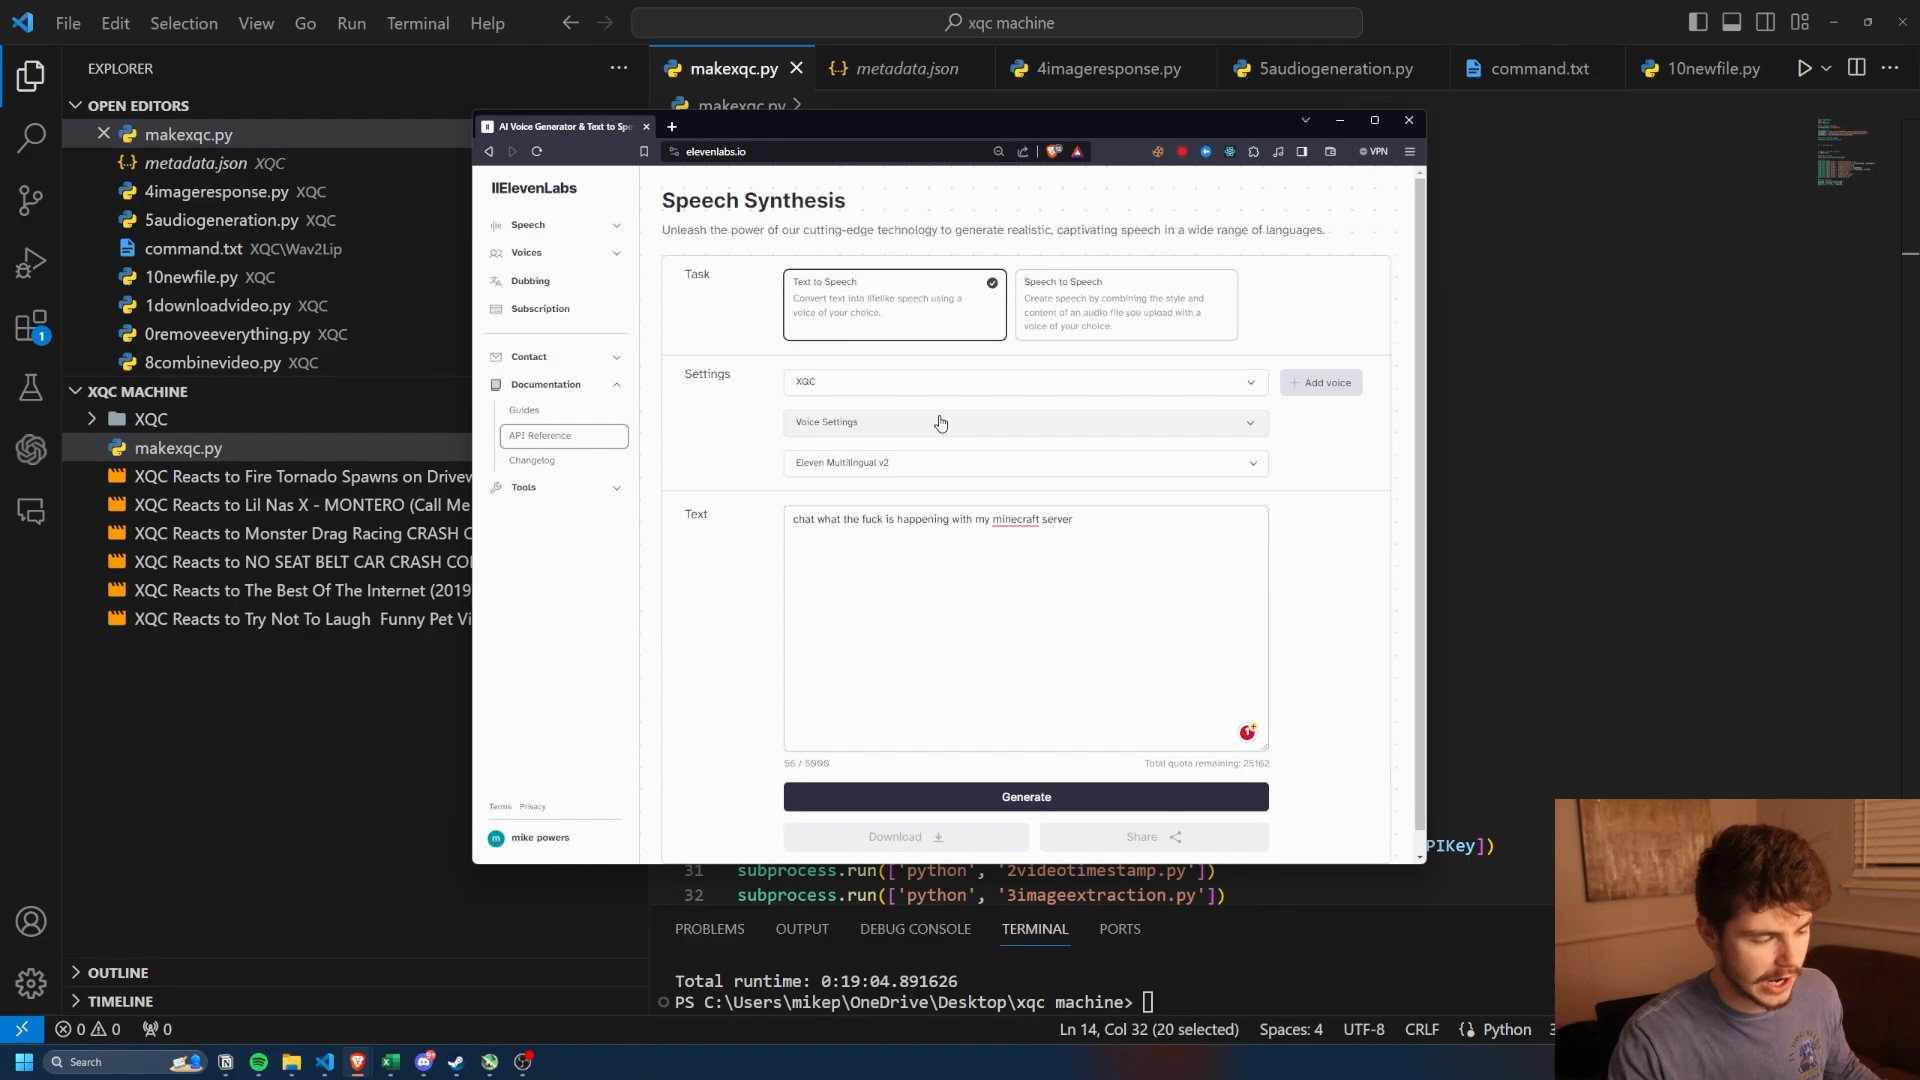 File Edit Selection View Go Run Terminal Help
xqc machine
EXPLORER
OPEN EDITORS
makexqc.py
metadata.json XQC
4imageresponse.py XQC
5audiogeneration.py XQC
command.txt XQC\Wav2Lip
10newfile.py XQC
1downloadvideo.py XQC
0removeeverything.py XQC
8combinevideo.py XQC
XQC MACHINE
XQC
makexqc.py
XQC Reacts to Fire Tornado Spawns on Drivew
XQC Reacts to Lil Nas X - MONTERO (Call Me
XQC Reacts to Monster Drag Racing CRASH C
XQC Reacts to NO SEAT BELT CAR CRASH CO
XQC Reacts to The Best Of The Internet (2019
XQC Reacts to Try Not To Laugh Funny Pet Vi
OUTLINE
TIMELINE
makexqc.py
metadata.json
4imageresponse.py
5audiogeneration.py
command.txt
10newfile.py
makexqc.py
AI Voice Generator & Text to Spe
elevenlabs.io
VPN
IIElevenLabs
Speech
Voices
Dubbing
Subscription
Contact
Documentation
Guides
API Reference
Changelog
Tools
Terms Privacy
m mike powers
Speech Synthesis
Unleash the power of our cutting-edge technology to generate realistic, captivating speech in a wide range of languages.
Task
Text to Speech
Convert text into lifelike speech using a
voice of your choice.
Speech to Speech
Create speech by combining the style and
content of an audio file you upload with a
voice of your choice.
Settings
XQC
+ Add voice
Voice Settings
Eleven Multilingual v2
Text
chat what the fuck is happening with my minecraft server
56 / 5000
Total quota remaining: 25162
Generate
Download
Share
PIKey])
31 subprocess.run(['python', '2videotimestamp.py'])
32 subprocess.run(['python', '3imageextraction.py'])
PROBLEMS OUTPUT DEBUG CONSOLE TERMINAL PORTS
Total runtime: 0:19:04.891626
PS C:\Users\mikep\OneDrive\Desktop\xqc machine>
0 0 0
Ln 14, Col 32 (20 selected) Spaces: 4 UTF-8 CRLF Python
Search